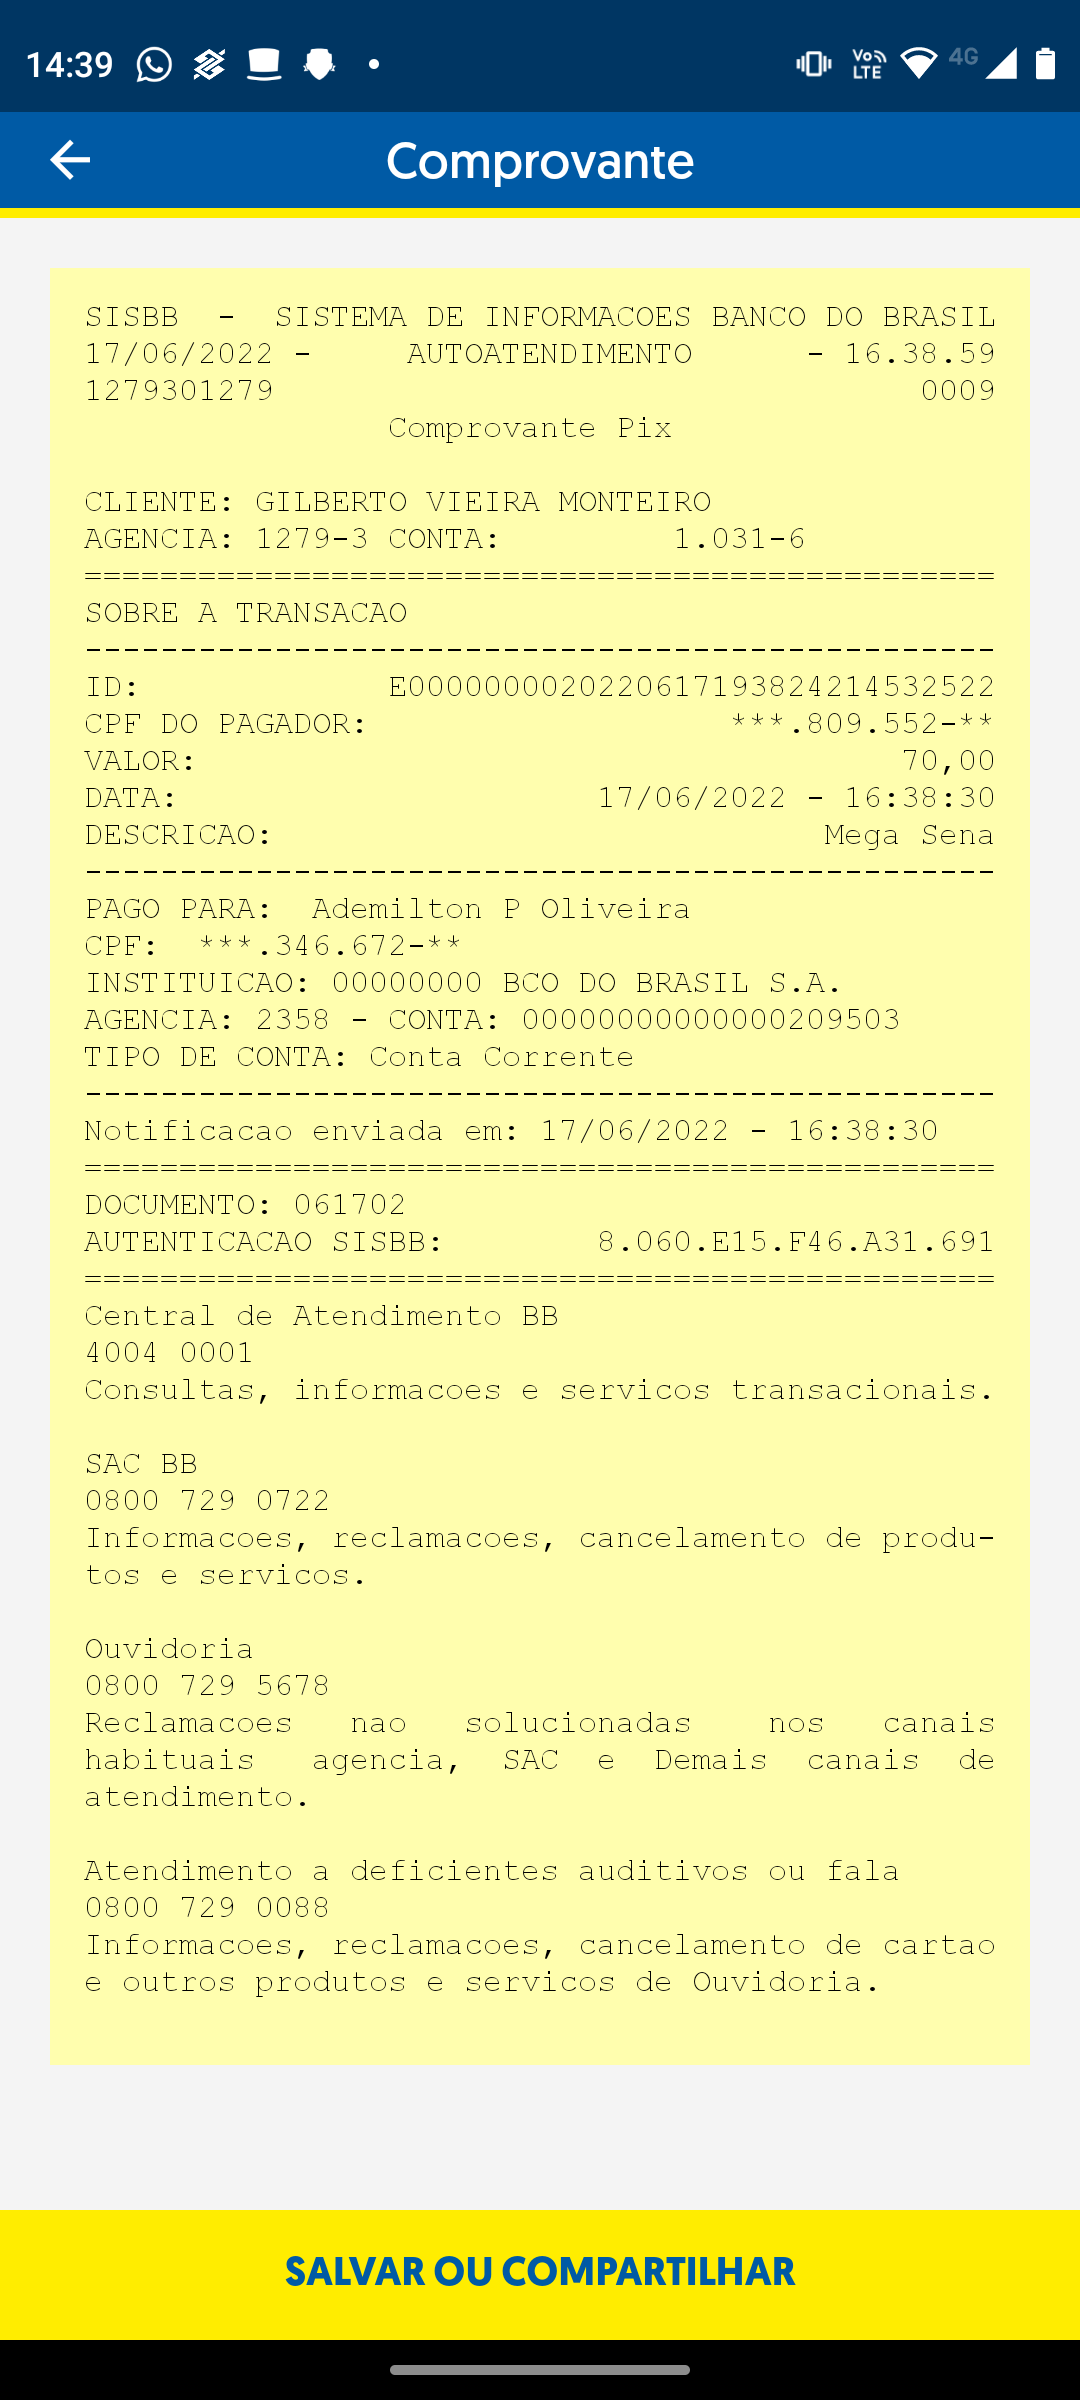 14:39
Vo LTE 4G
Comprovante
SISBB - SISTEMA DE INFORMACOES BANCO DO BRASIL
17/06/2022 - AUTOATENDIMENTO - 16.38.59
1279301279 0009
Comprovante Pix
CLIENTE: GILBERTO VIEIRA MONTEIRO
AGENCIA: 1279-3 CONTA: 1.031-6
================================================
SOBRE A TRANSACAO
------------------------------------------------
ID: E0000000020220617193824214532522
CPF DO PAGADOR: ***.809.552-**
VALOR: 70,00
DATA: 17/06/2022 - 16:38:30
DESCRICAO: Mega Sena
------------------------------------------------
PAGO PARA: Ademilton P Oliveira
CPF: ***.346.672-**
INSTITUICAO: 00000000 BCO DO BRASIL S.A.
AGENCIA: 2358 - CONTA: 00000000000000209503
TIPO DE CONTA: Conta Corrente
------------------------------------------------
Notificacao enviada em: 17/06/2022 - 16:38:30
================================================
DOCUMENTO: 061702
AUTENTICACAO SISBB: 8.060.E15.F46.A31.691
================================================
Central de Atendimento BB
4004 0001
Consultas, informacoes e servicos transacionais.
SAC BB
0800 729 0722
Informacoes, reclamacoes, cancelamento de produ-
tos e servicos.
Ouvidoria
0800 729 5678
Reclamacoes nao solucionadas nos canais
habituais agencia, SAC e Demais canais de
atendimento.
Atendimento a deficientes auditivos ou fala
0800 729 0088
Informacoes, reclamacoes, cancelamento de cartao
e outros produtos e servicos de Ouvidoria.
SALVAR OU COMPARTILHAR